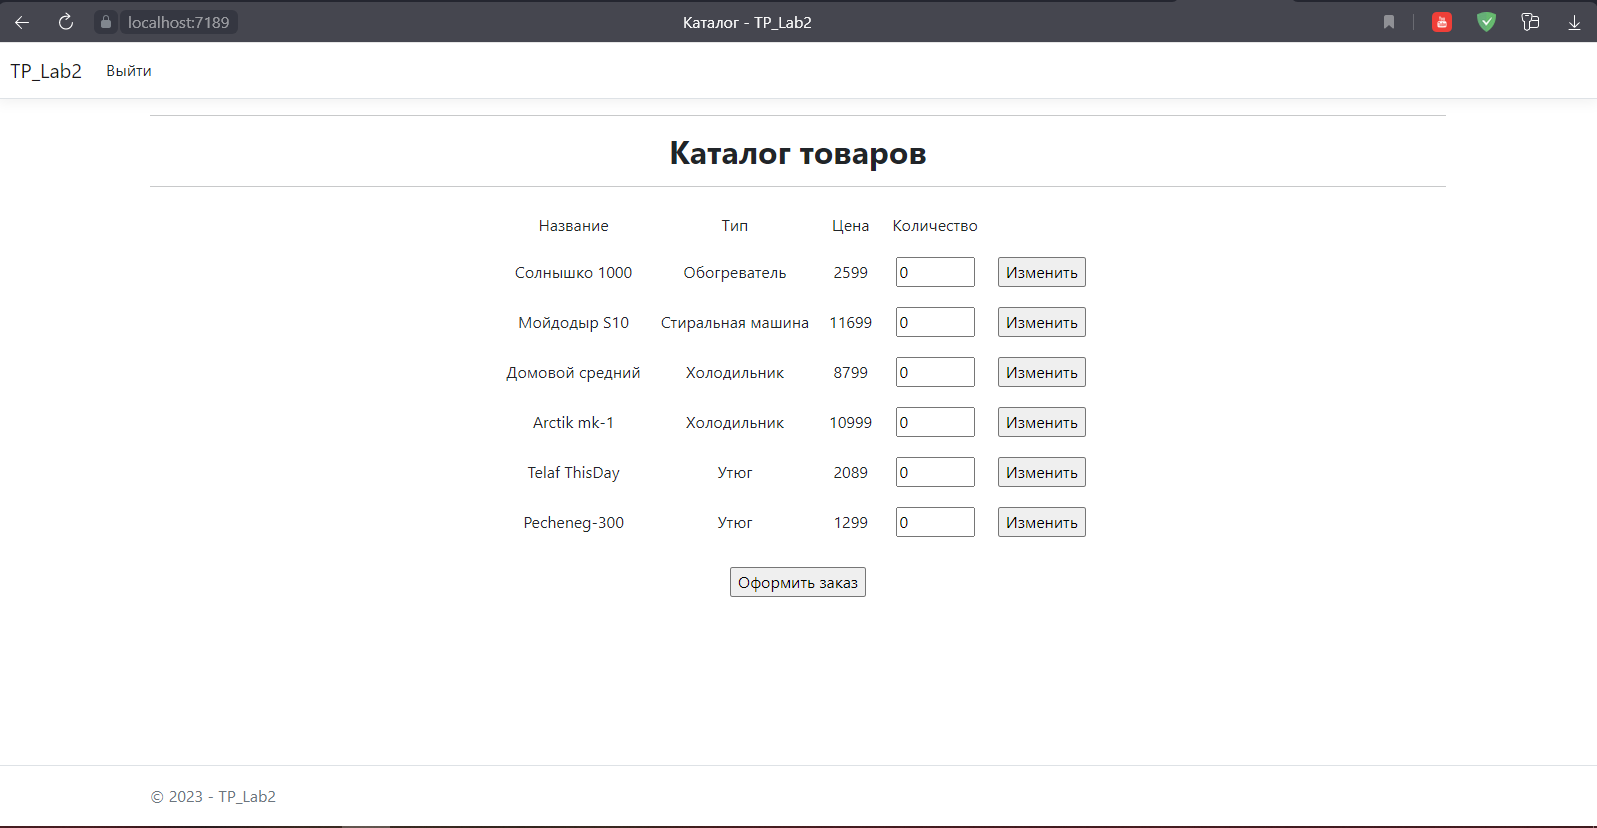 localhost:7189 Каталог - TP_Lab2
TP_Lab2 Выйти
Каталог товаров
Название Тип Цена Количество
Солнышко 1000 Обогреватель 2599 0 Изменить
Мойдодыр S10 Стиральная машина 11699 0 Изменить
Домовой средний Холодильник 8799 0 Изменить
Arctik mk-1 Холодильник 10999 0 Изменить
Telaf ThisDay Утюг 2089 0 Изменить
Pecheneg-300 Утюг 1299 0 Изменить
Оформить заказ
© 2023 - TP_Lab2